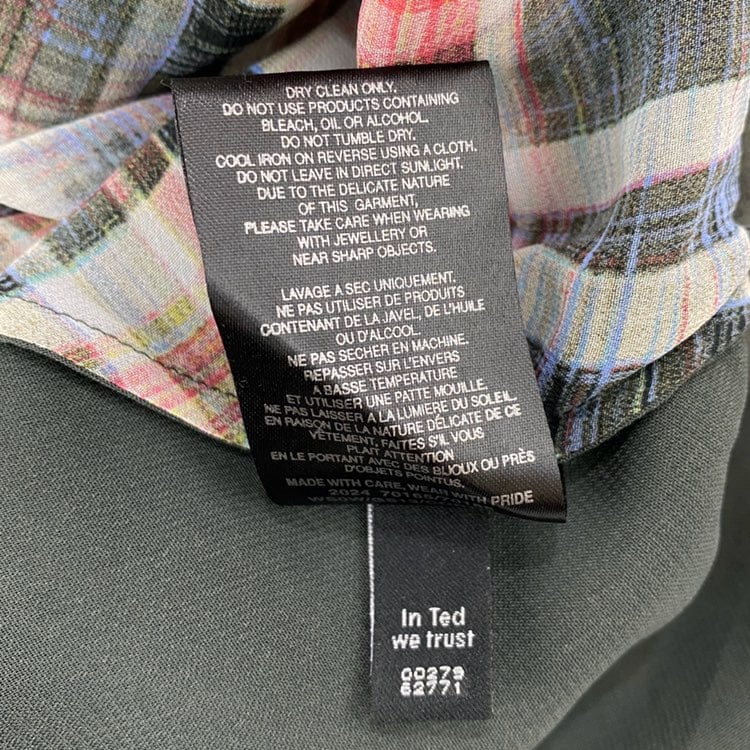 DRY CLEAN ONLY.
DO NOT USE PRODUCTS CONTAINING
BLEACH, OIL OR ALCOHOL.
DO NOT TUMBLE DRY.
COOL IRON ON REVERSE USING A CLOTH.
DO NOT LEAVE IN DIRECT SUNLIGHT.
DUE TO THE DELICATE NATURE
OF THIS GARMENT,
PLEASE TAKE CARE WHEN WEARING
WITH JEWELLERY OR
NEAR SHARP OBJECTS.
LAVAGE A SEC UNIQUEMENT.
NE PAS UTILISER DE PRODUITS
CONTENANT DE LA JAVEL, DE L'HUILE
OU D'ALCOOL.
NE PAS SECHER EN MACHINE.
REPASSER SUR L'ENVERS
A BASSE TEMPERATURE
ET UTILISER UNE PATTE MOUILLE.
NE PAS LAISSER A LA LUMIERE DU SOLEIL.
EN RAISON DE LA NATURE DÉLICATE DE CE
VÊTEMENT, FAITES S'IL VOUS
PLAIT ATTENTION
EN LE PORTANT AVEC DES BIJOUX OU PRÈS
D'OBJETS POINTUS.
MADE WITH CARE, WEAR WITH PRIDE
2024
In Ted
we trust
00279
62771